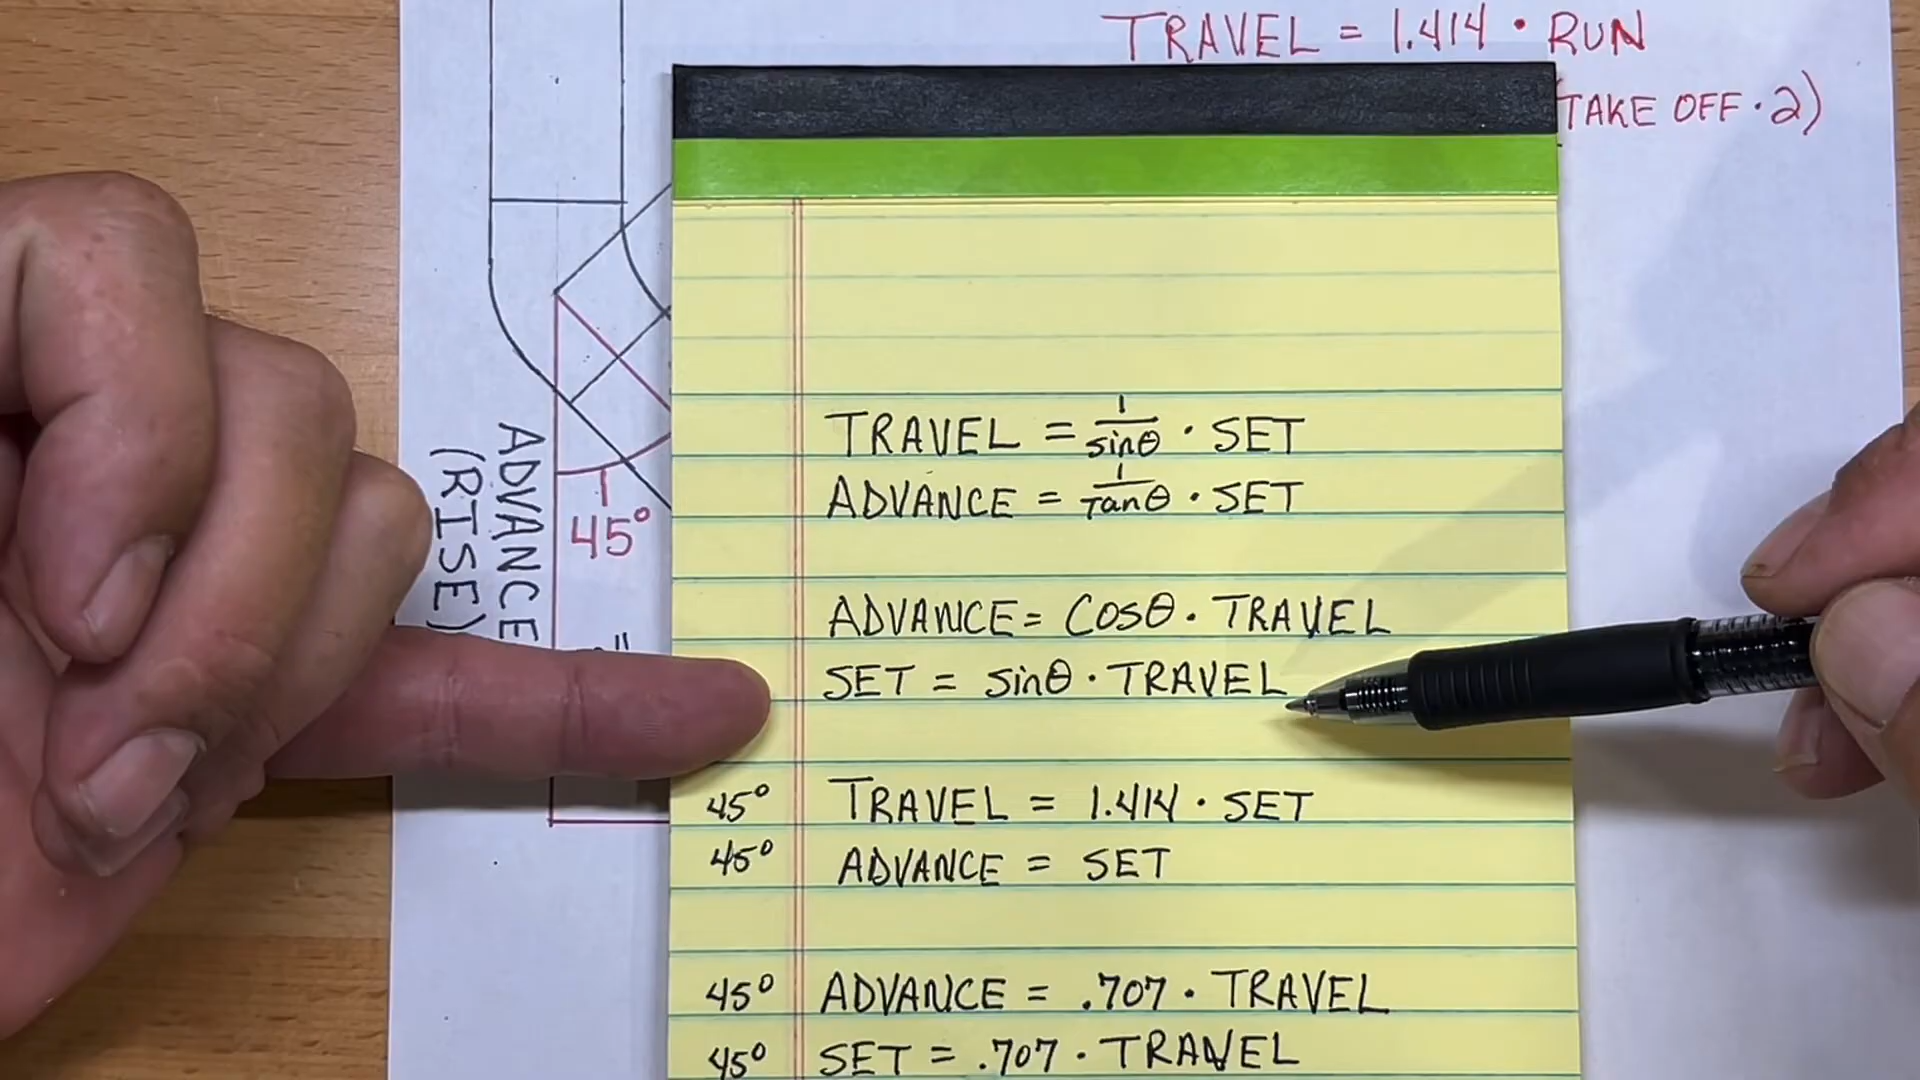 TRAVEL = 1.414 · RUN
TAKE OFF · 2)
ADVANCE
(RISE)
45°
=
TRAVEL = 1/sinθ · SET
ADVANCE = 1/Tanθ · SET
ADVANCE = COSθ · TRAVEL
SET = sinθ · TRAVEL
45° TRAVEL = 1.414 · SET
45° ADVANCE = SET
45° ADVANCE = .707 · TRAVEL
45° SET = .707 · TRAVEL